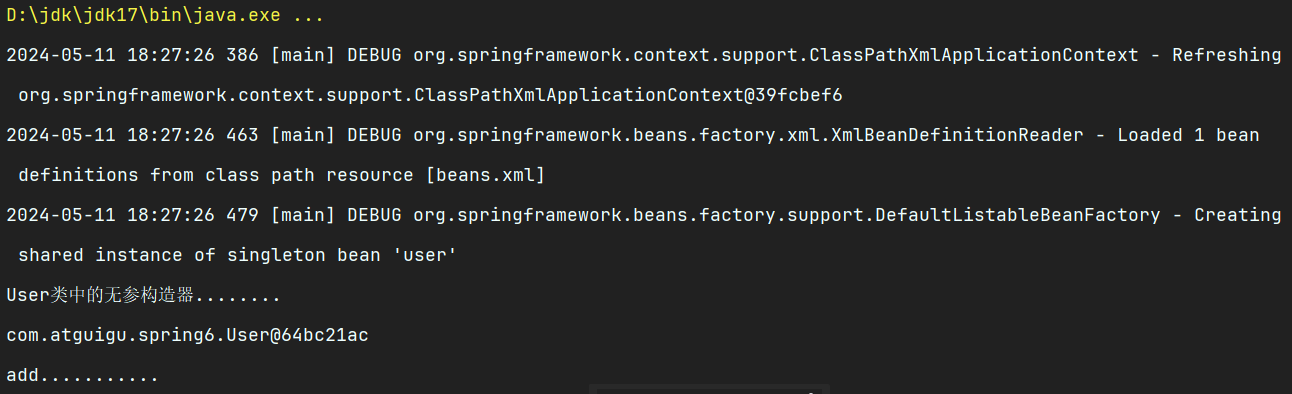 D:\jdk\jdk17\bin\java.exe ...
2024-05-11 18:27:26 386 [main] DEBUG org.springframework.context.support.ClassPathXmlApplicationContext - Refreshing
org.springframework.context.support.ClassPathXmlApplicationContext@39fcbef6
2024-05-11 18:27:26 463 [main] DEBUG org.springframework.beans.factory.xml.XmlBeanDefinitionReader - Loaded 1 bean
definitions from class path resource [beans.xml]
2024-05-11 18:27:26 479 [main] DEBUG org.springframework.beans.factory.support.DefaultListableBeanFactory - Creating
shared instance of singleton bean 'user'
User类中的无参构造器........
com.atguigu.spring6.User@64bc21ac
add...........